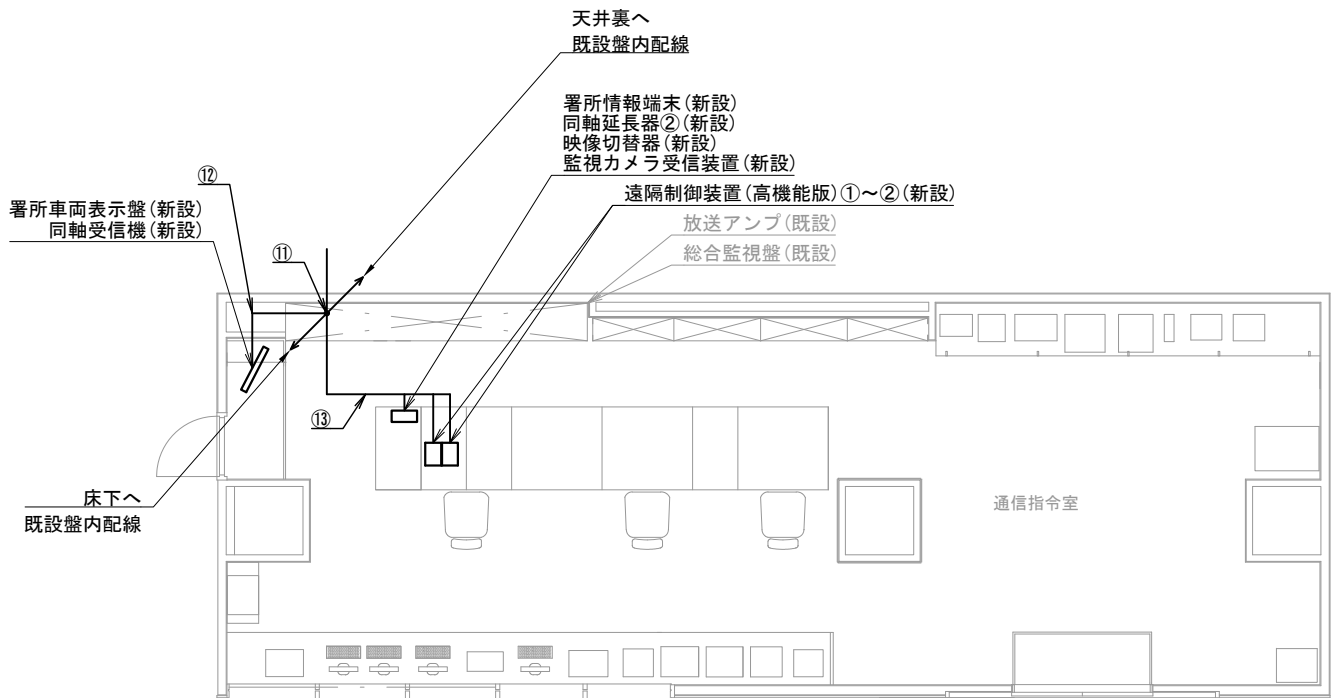 天井裏へ
既設盤内配線
署所情報端末(新設)
同軸延長器②(新設)
映像切替器(新設)
監視カメラ受信装置(新設)
⑫
遠隔制御装置(高機能版)①～②(新設)
署所車両表示盤(新設)
同軸受信機(新設)
放送アンプ(既設)
総合監視盤(既設)
⑪
⑬
床下へ
既設盤内配線
通信指令室